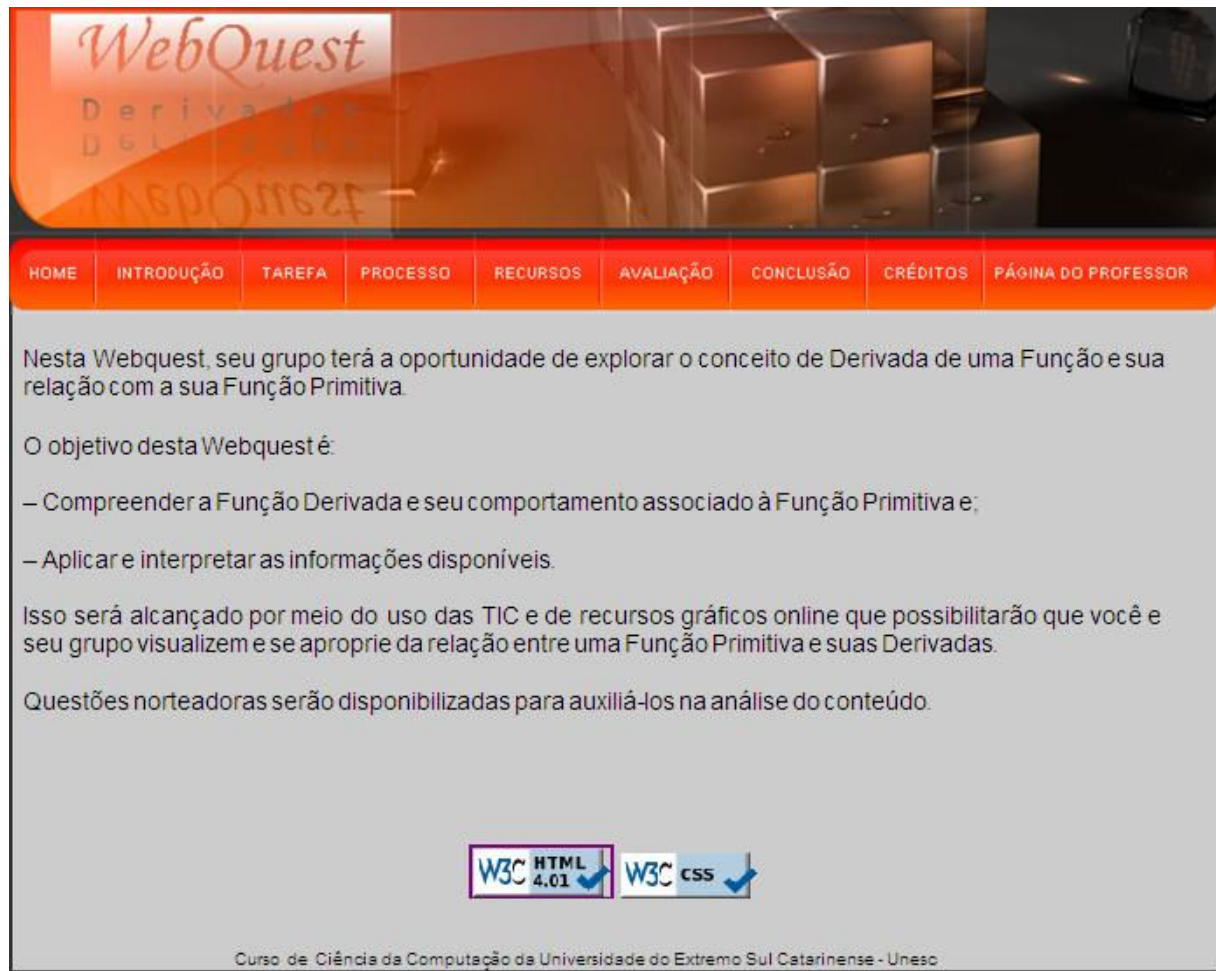 WebQuest
Derivadas
HOME INTRODUÇÃO TAREFA PROCESSO RECURSOS AVALIAÇÃO CONCLUSÃO CRÉDITOS PÁGINA DO PROFESSOR
Nesta Webquest, seu grupo terá a oportunidade de explorar o conceito de Derivada de uma Função e sua
relação com a sua Função Primitiva.
O objetivo desta Webquest é:
– Compreender a Função Derivada e seu comportamento associado à Função Primitiva e;
– Aplicar e interpretar as informações disponíveis.
Isso será alcançado por meio do uso das TIC e de recursos gráficos online que possibilitarão que você e
seu grupo visualizem e se aproprie da relação entre uma Função Primitiva e suas Derivadas.
Questões norteadoras serão disponibilizadas para auxiliá-los na análise do conteúdo.
W3C HTML 4.01 W3C CSS
Curso de Ciência da Computação da Universidade do Extremo Sul Catarinense - Unesc